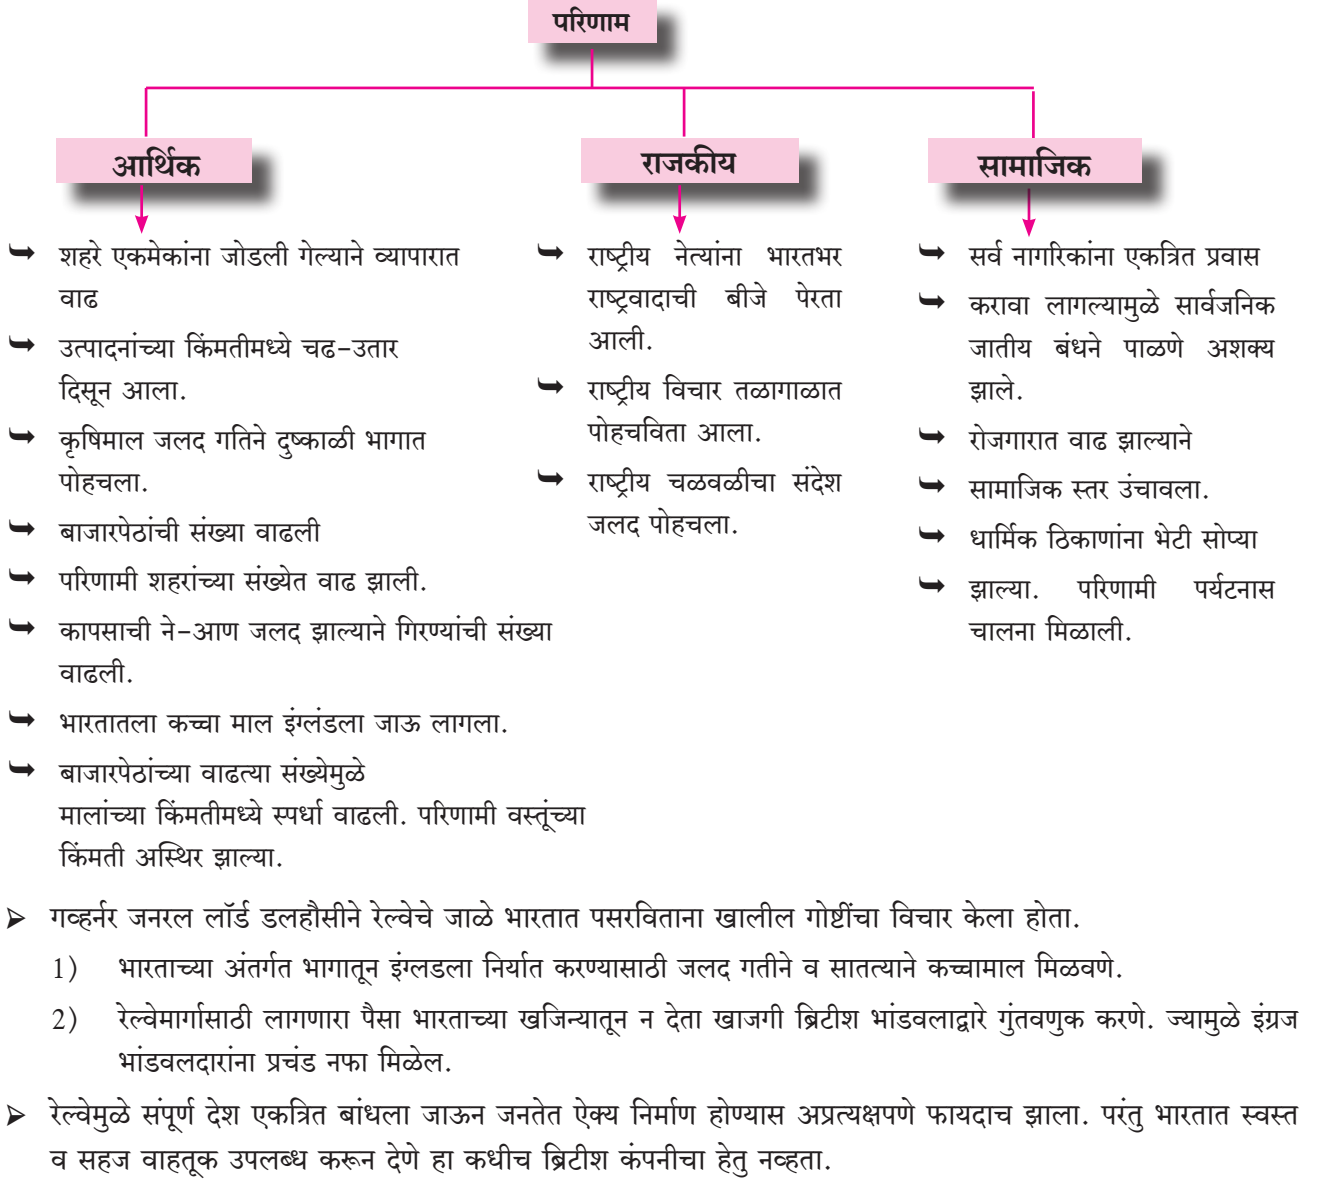 परिणाम
आर्थिक
शहरे एकमेकांना जोडली गेल्याने व्यापारात
वाढ
उत्पादनांच्या किंमतीमध्ये चढ-उतार
दिसून आला.
कृषिमाल जलद गतिने दुष्काळी भागात
पोहचला.
बाजारपेठांची संख्या वाढली
परिणामी शहरांच्या संख्येत वाढ झाली.
कापसाची ने-आण जलद झाल्याने गिरण्यांची संख्या
वाढली.
भारतातला कच्चा माल इंग्लंडला जाऊ लागला.
बाजारपेठांच्या वाढत्या संख्येमुळे
मालांच्या किंमतीमध्ये स्पर्धा वाढली. परिणामी वस्तूंच्या
किंमती अस्थिर झाल्या.
राजकीय
राष्ट्रीय नेत्यांना भारतभर
राष्ट्रवादाची बीजे पेरता
आली.
राष्ट्रीय विचार तळागाळात
पोहचविता आला.
राष्ट्रीय चळवळीचा संदेश
जलद पोहचला.
सामाजिक
सर्व नागरिकांना एकत्रित प्रवास
करावा लागल्यामुळे सार्वजनिक
जातीय बंधने पाळणे अशक्य
झाले.
रोजगारात वाढ झाल्याने
सामाजिक स्तर उंचावला.
धार्मिक ठिकाणांना भेटी सोप्या
झाल्या. परिणामी पर्यटनास
चालना मिळाली.
गव्हर्नर जनरल लॉर्ड डलहौसीने रेल्वेचे जाळे भारतात पसरविताना खालील गोष्टींचा विचार केला होता.
1) भारताच्या अंतर्गत भागातून इंग्लडला निर्यात करण्यासाठी जलद गतीने व सातत्याने कच्चामाल मिळवणे.
2) रेल्वेमार्गासाठी लागणारा पैसा भारताच्या खजिन्यातून न देता खाजगी ब्रिटीश भांडवलाद्वारे गुंतवणुक करणे. ज्यामुळे इंग्रज
भांडवलदारांना प्रचंड नफा मिळेल.
रेल्वेमुळे संपूर्ण देश एकत्रित बांधला जाऊन जनतेत ऐक्य निर्माण होण्यास अप्रत्यक्षपणे फायदाच झाला. परंतु भारतात स्वस्त
व सहज वाहतूक उपलब्ध करून देणे हा कधीच ब्रिटीश कंपनीचा हेतु नव्हता.